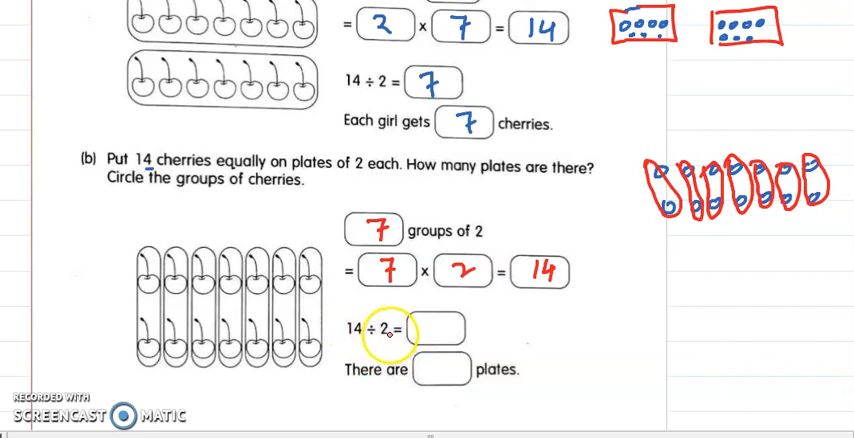 = 2 x 7 = 14
14 ÷ 2 = 7
Each girl gets 7 cherries.
(b) Put 14 cherries equally on plates of 2 each. How many plates are there?
Circle the groups of cherries.
7 groups of 2
= 7 x 2 = 14
14 ÷ 2 =
There are plates.
RECORDED WITH
SCREENCAST MATIC